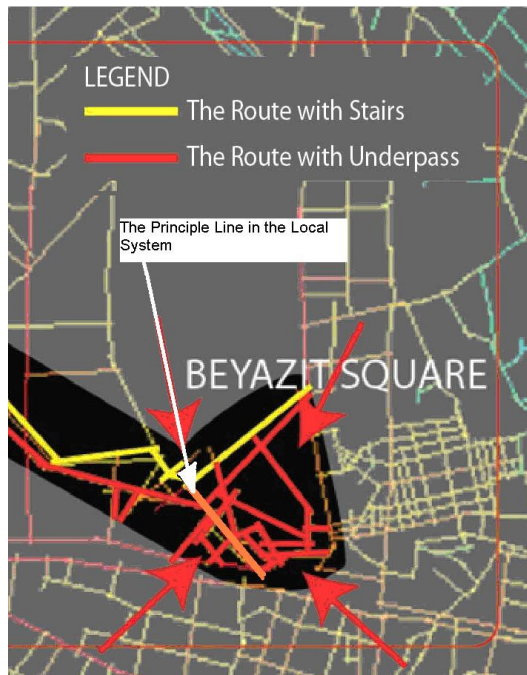 LEGEND
The Route with Stairs
The Route with Underpass
The Principle Line in the Local
System
BEYAZIT SQUARE